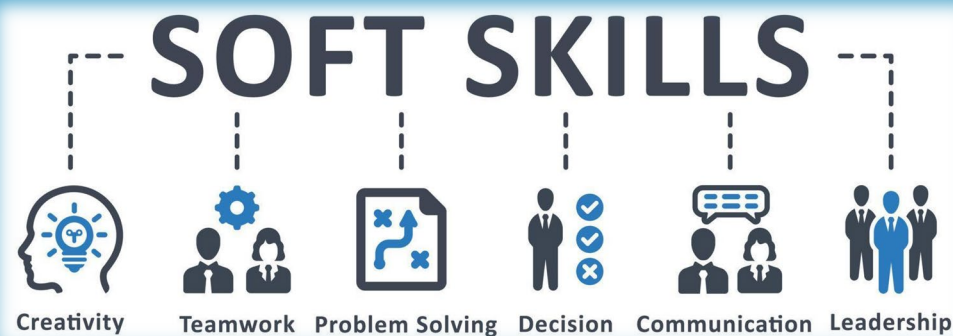 SOFT SKILLS
Creativity
Teamwork
Problem Solving
Decision
Communication
Leadership